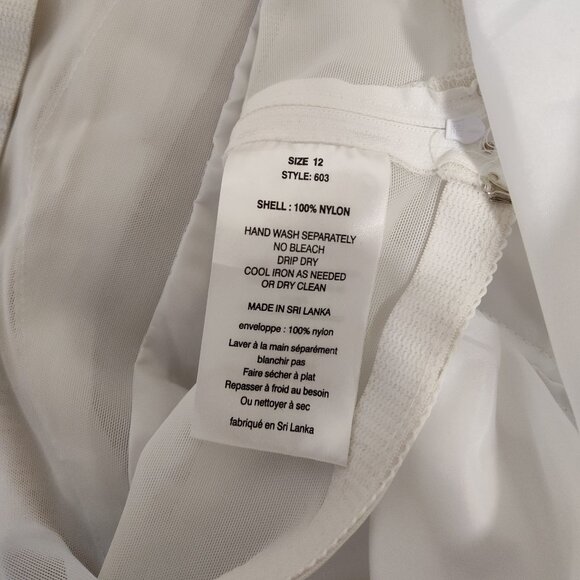 SIZE 12
STYLE: 603
SHELL : 100% NYLON
HAND WASH SEPARATELY
NO BLEACH
DRIP DRY
COOL IRON AS NEEDED
OR DRY CLEAN
MADE IN SRI LANKA
enveloppe : 100% nylon
Laver à la main séparément
blanchir pas
Faire sécher à plat
Repasser à froid au besoin
Ou nettoyer à sec
fabriqué en Sri Lanka